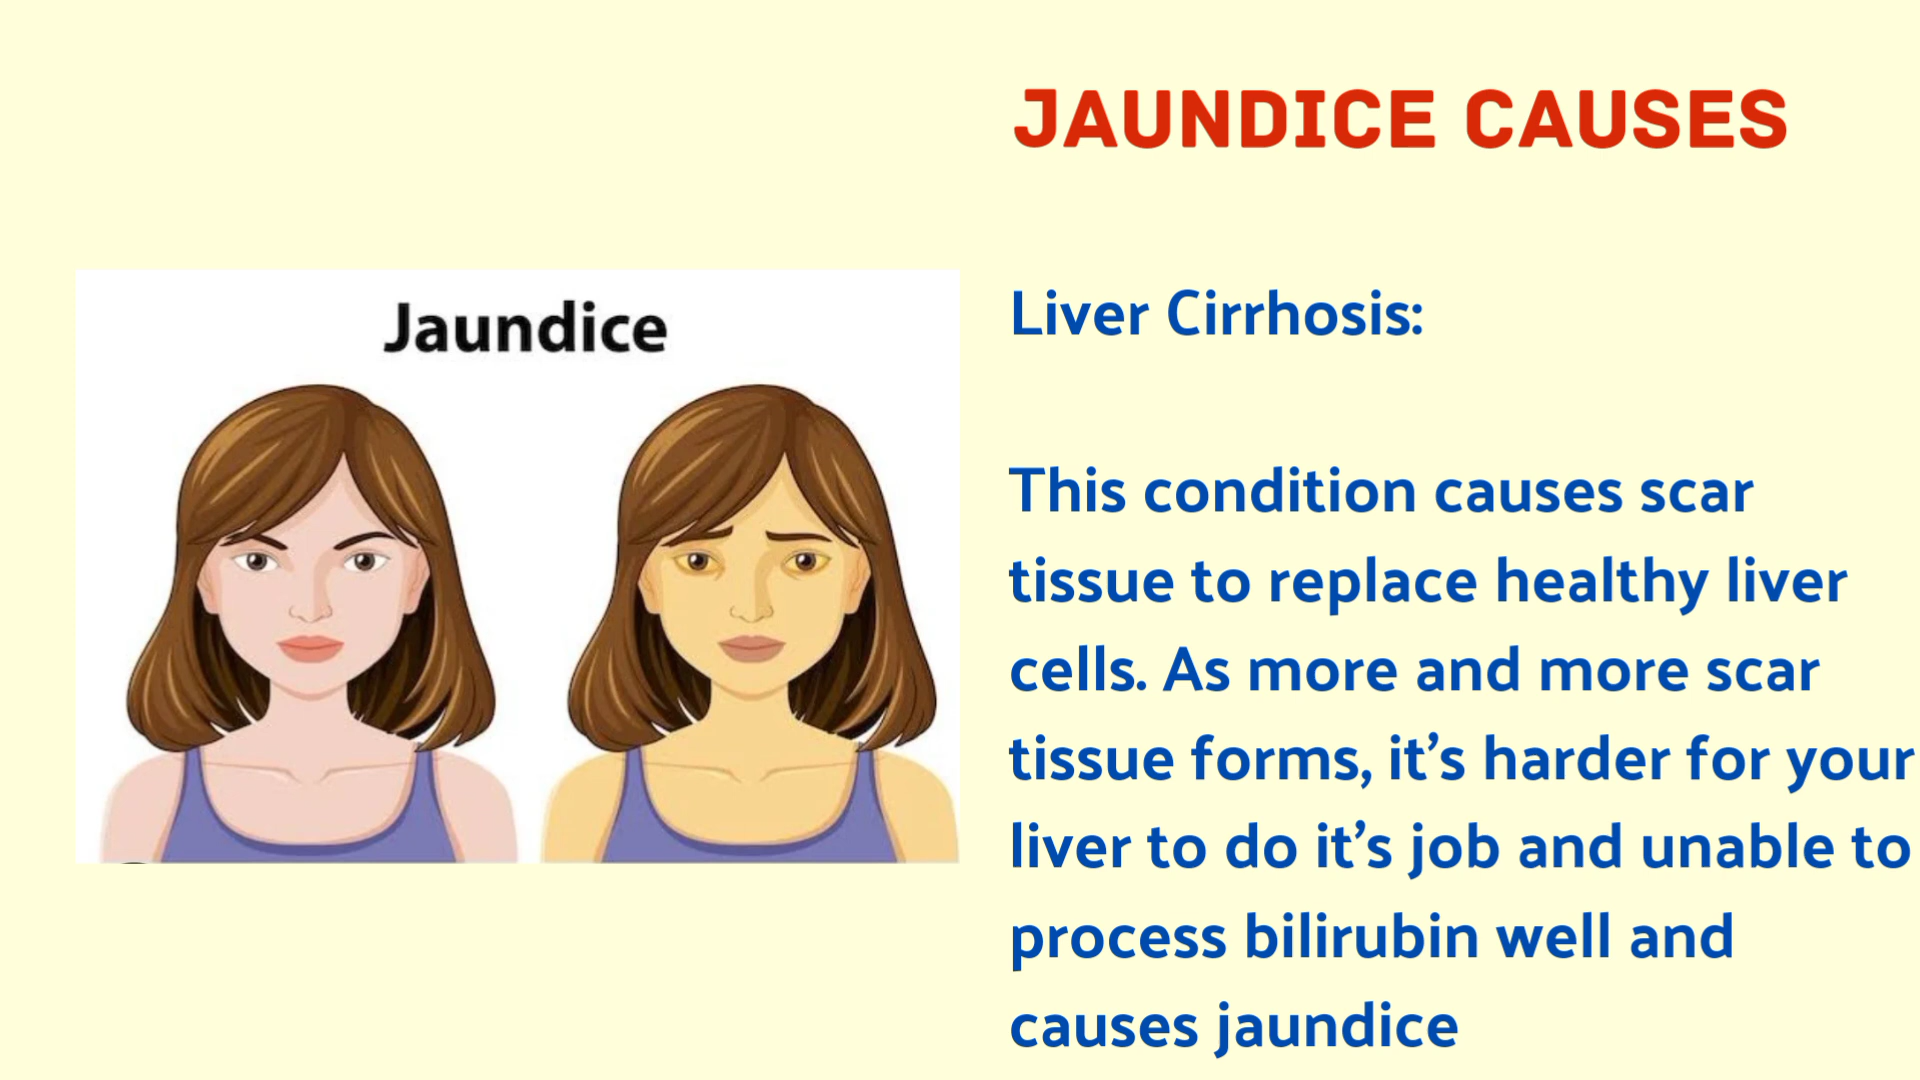 JAUNDICE CAUSES
Jaundice
Liver Cirrhosis:
This condition causes scar
tissue to replace healthy liver
cells. As more and more scar
tissue forms, it’s harder for your
liver to do it’s job and unable to
process bilirubin well and
causes jaundice